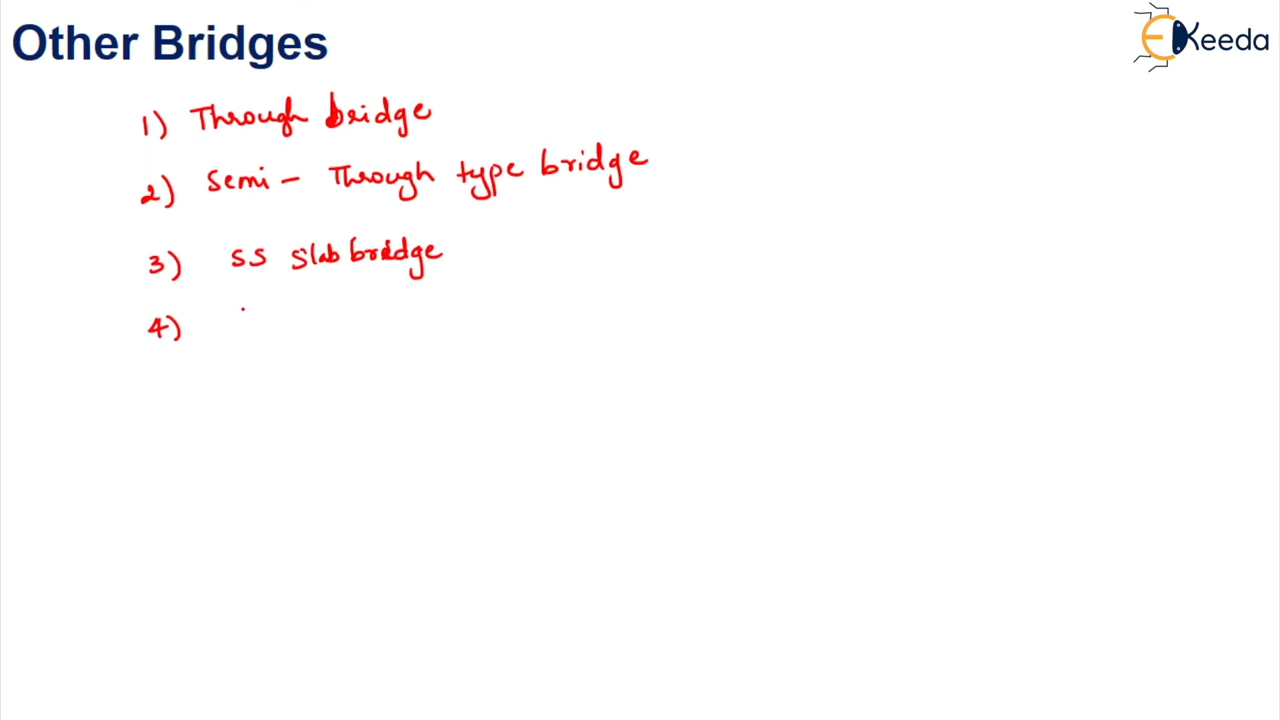 Other Bridges
EKeeda
1) Through bridge
2) Semi - Through type bridge
3) SS Slab bridge
4)